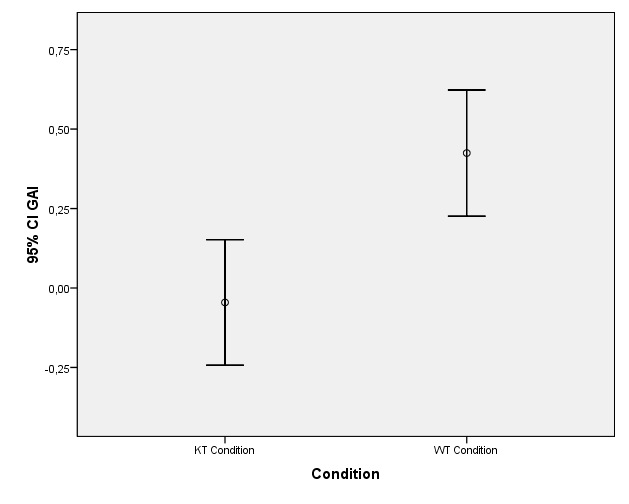 0,75
0,50
0,25
0,00
-0,25
95% CI GAI
KT Condition
WT Condition
Condition